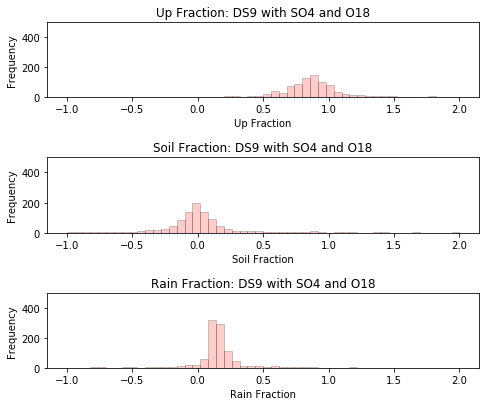 Up Fraction: DS9 with SO4 and O18
Frequency
400
200
0
-1.0 -0.5 0.0 0.5 1.0 1.5 2.0
Up Fraction
Soil Fraction: DS9 with SO4 and O18
Frequency
400
200
0
-1.0 -0.5 0.0 0.5 1.0 1.5 2.0
Soil Fraction
Rain Fraction: DS9 with SO4 and O18
Frequency
400
200
0
-1.0 -0.5 0.0 0.5 1.0 1.5 2.0
Rain Fraction